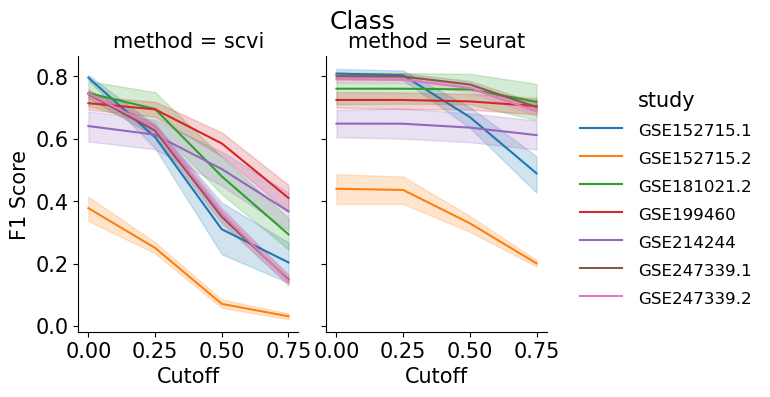 Class
method = scvi
method = seurat
F1 Score
0.8
0.6
0.4
0.2
0.0
0.00 0.25 0.50 0.75
0.00 0.25 0.50 0.75
Cutoff
Cutoff
study
GSE152715.1
GSE152715.2
GSE181021.2
GSE199460
GSE214244
GSE247339.1
GSE247339.2